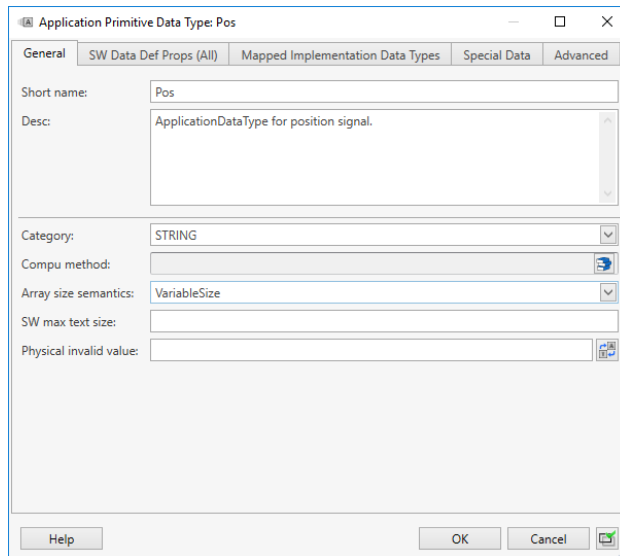 Application Primitive Data Type: Pos
General SW Data Def Props (All) Mapped Implementation Data Types Special Data Advanced
Short name: Pos
Desc: ApplicationDataType for position signal.
Category: STRING
Compu method:
Array size semantics: VariableSize
SW max text size:
Physical invalid value:
Help OK Cancel